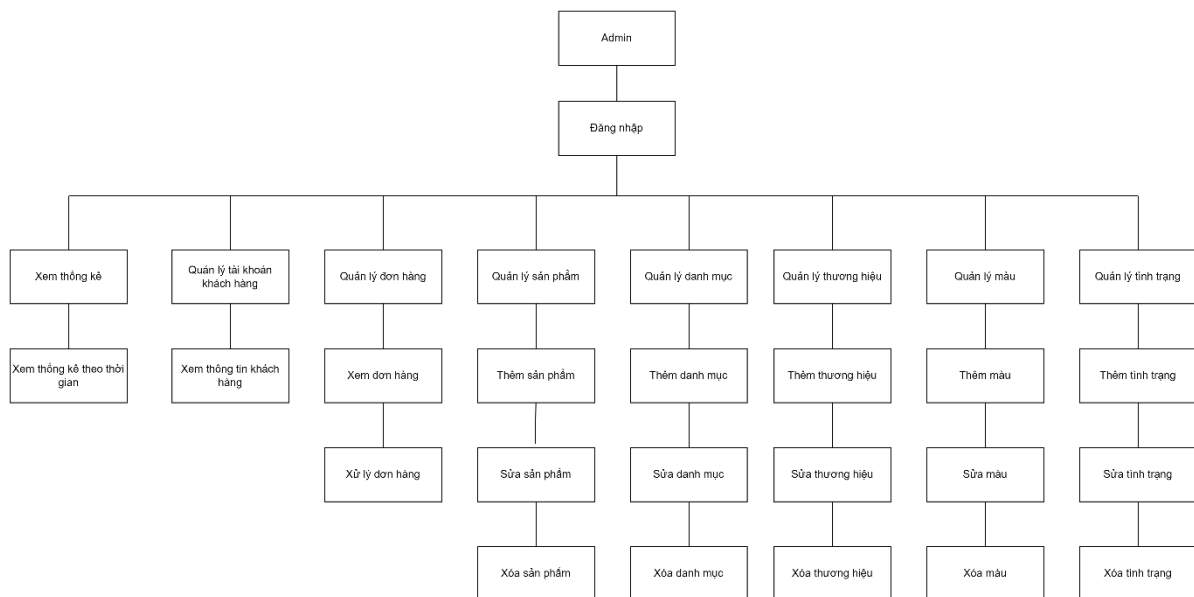 Admin
Đăng nhập
Xem thống kê
Quản lý tài khoản
khách hàng
Quản lý đơn hàng
Quản lý sản phẩm
Quản lý danh mục
Quản lý thương hiệu
Quản lý màu
Quản lý tình trạng
Xem thống kê theo thời
gian
Xem thông tin khách
hàng
Xem đơn hàng
Thêm sản phẩm
Thêm danh mục
Thêm thương hiệu
Thêm màu
Thêm tình trạng
Xử lý đơn hàng
Sửa sản phẩm
Sửa danh mục
Sửa thương hiệu
Sửa màu
Sửa tình trạng
Xóa sản phẩm
Xóa danh mục
Xóa thương hiệu
Xóa màu
Xóa tình trạng